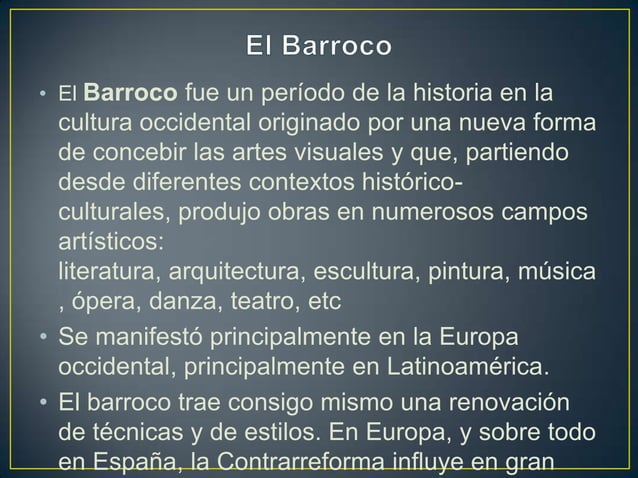 El Barroco
• El Barroco fue un período de la historia en la
cultura occidental originado por una nueva forma
de concebir las artes visuales y que, partiendo
desde diferentes contextos histórico-
culturales, produjo obras en numerosos campos
artísticos:
literatura, arquitectura, escultura, pintura, música
, ópera, danza, teatro, etc
• Se manifestó principalmente en la Europa
occidental, principalmente en Latinoamérica.
• El barroco trae consigo mismo una renovación
de técnicas y de estilos. En Europa, y sobre todo
en España, la Contrarreforma influye en gran